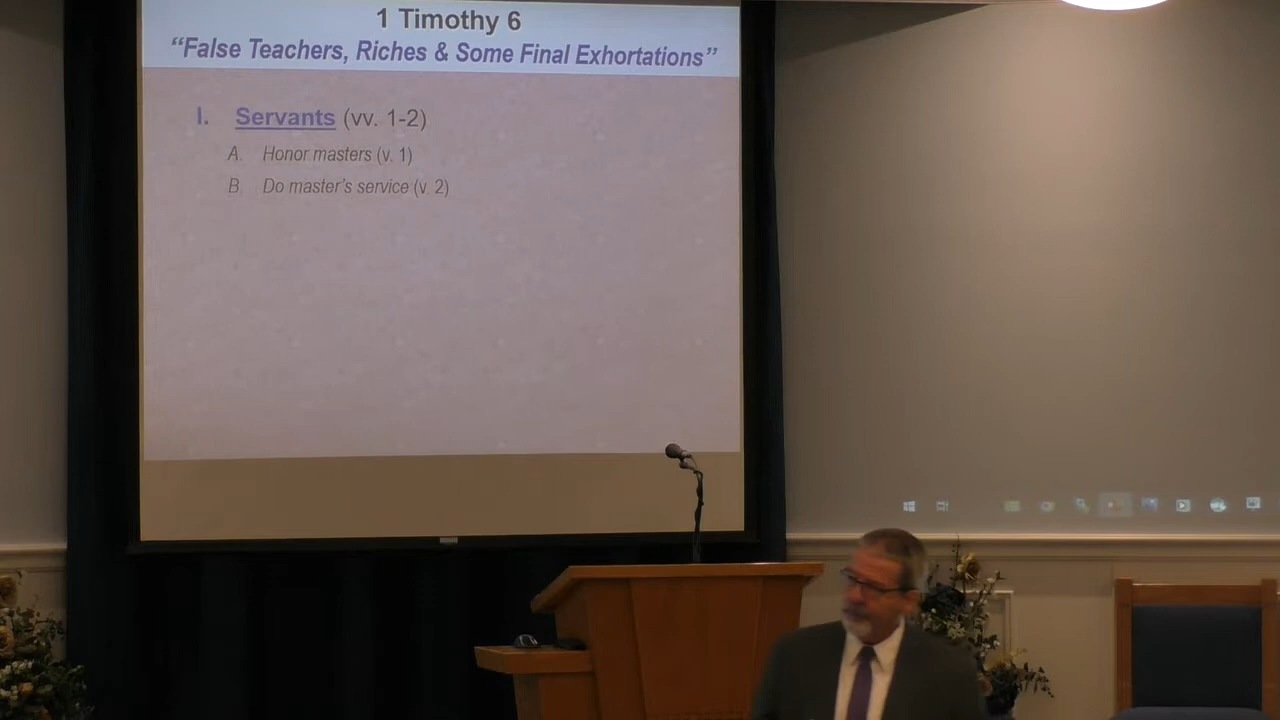 1 Timothy 6
“False Teachers, Riches & Some Final Exhortations”
I. Servants (vv. 1-2)
A. Honor masters (v. 1)
B. Do master’s service (v. 2)